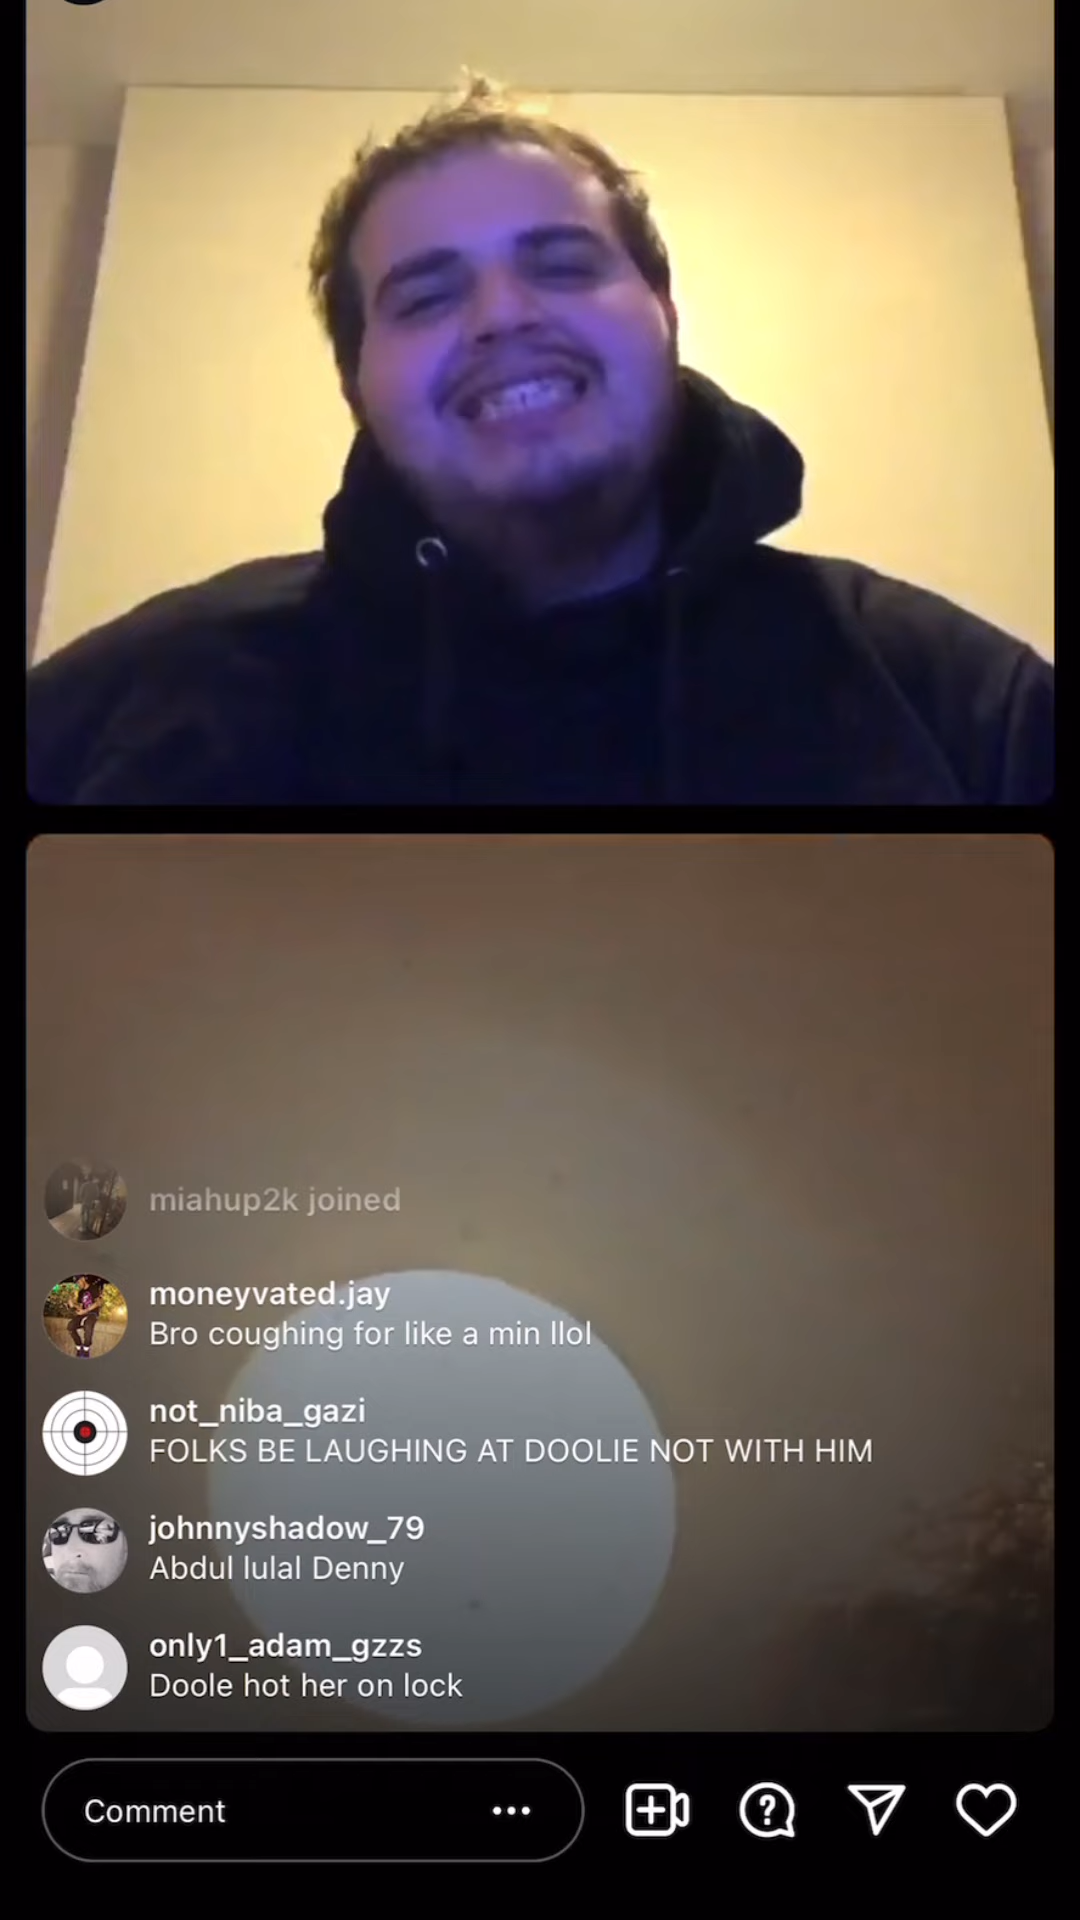 miahup2k joined
moneyvated.jay
Bro coughing for like a min llol
not_niba_gazi
FOLKS BE LAUGHING AT DOOLIE NOT WITH HIM
johnnyshadow_79
Abdul lulal Denny
only1_adam_gzzs
Doole hot her on lock
Comment